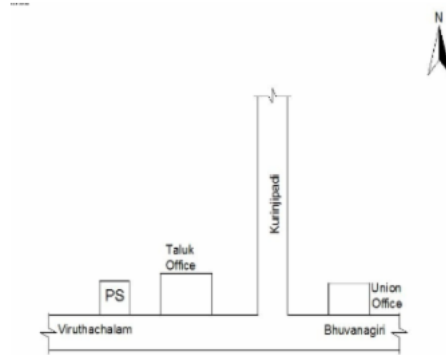 N
Kurinjipadi
Taluk
Office
PS
Union
Office
Viruthachalam
Bhuvanagiri